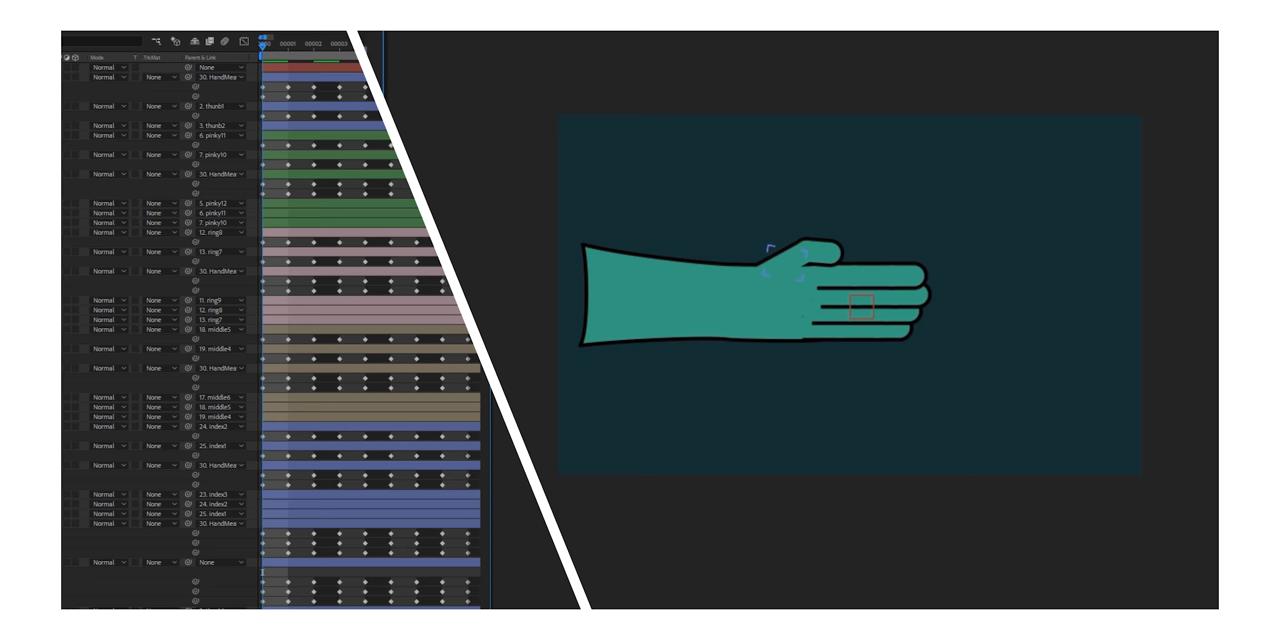 00001 00002 00003
Mode T TrkMat Parent & Link
Normal None
Normal None 30. HandMea
Normal None 2. thunb1
Normal None 3. thunb2
Normal None 6. pinky11
Normal None 7. pinky10
Normal None 30. HandMea
Normal None 5. pinky12
Normal None 6. pinky11
Normal None 7. pinky10
Normal None 12. ring8
Normal None 13. ring7
Normal None 30. HandMea
Normal None 11. ring9
Normal None 12. ring8
Normal None 13. ring7
Normal None 18. middle5
Normal None 19. middle4
Normal None 30. HandMea
Normal None 17. middle6
Normal None 18. middle5
Normal None 19. middle4
Normal None 24. index2
Normal None 25. index1
Normal None 30. HandMea
Normal None 23. index3
Normal None 24. index2
Normal None 25. index1
Normal None 30. HandMea
Normal None None